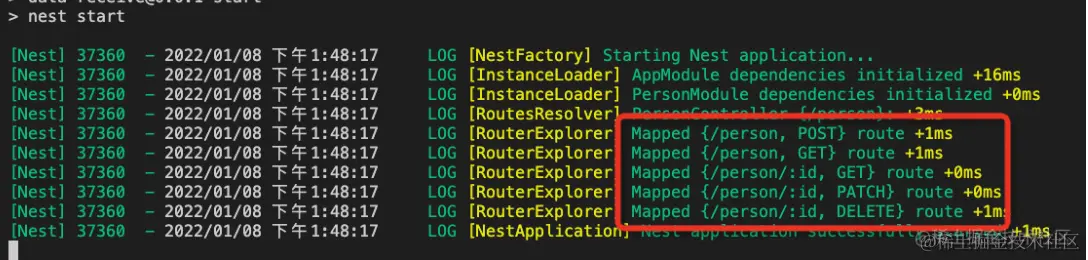 > nest start
[Nest] 37360  - 2022/01/08 下午1:48:17     LOG [NestFactory] Starting Nest application...
[Nest] 37360  - 2022/01/08 下午1:48:17     LOG [InstanceLoader] AppModule dependencies initialized +16ms
[Nest] 37360  - 2022/01/08 下午1:48:17     LOG [InstanceLoader] PersonModule dependencies initialized +0ms
[Nest] 37360  - 2022/01/08 下午1:48:17     LOG [RoutesResolver] PersonController {/person}: +3ms
[Nest] 37360  - 2022/01/08 下午1:48:17     LOG [RouterExplorer] Mapped {/person, POST} route +1ms
[Nest] 37360  - 2022/01/08 下午1:48:17     LOG [RouterExplorer] Mapped {/person, GET} route +1ms
[Nest] 37360  - 2022/01/08 下午1:48:17     LOG [RouterExplorer] Mapped {/person/:id, GET} route +0ms
[Nest] 37360  - 2022/01/08 下午1:48:17     LOG [RouterExplorer] Mapped {/person/:id, PATCH} route +0ms
[Nest] 37360  - 2022/01/08 下午1:48:17     LOG [RouterExplorer] Mapped {/person/:id, DELETE} route +1ms
[Nest] 37360  - 2022/01/08 下午1:48:17     LOG [NestApplication] Nest application successfully +1ms
@稀土掘金技术社区